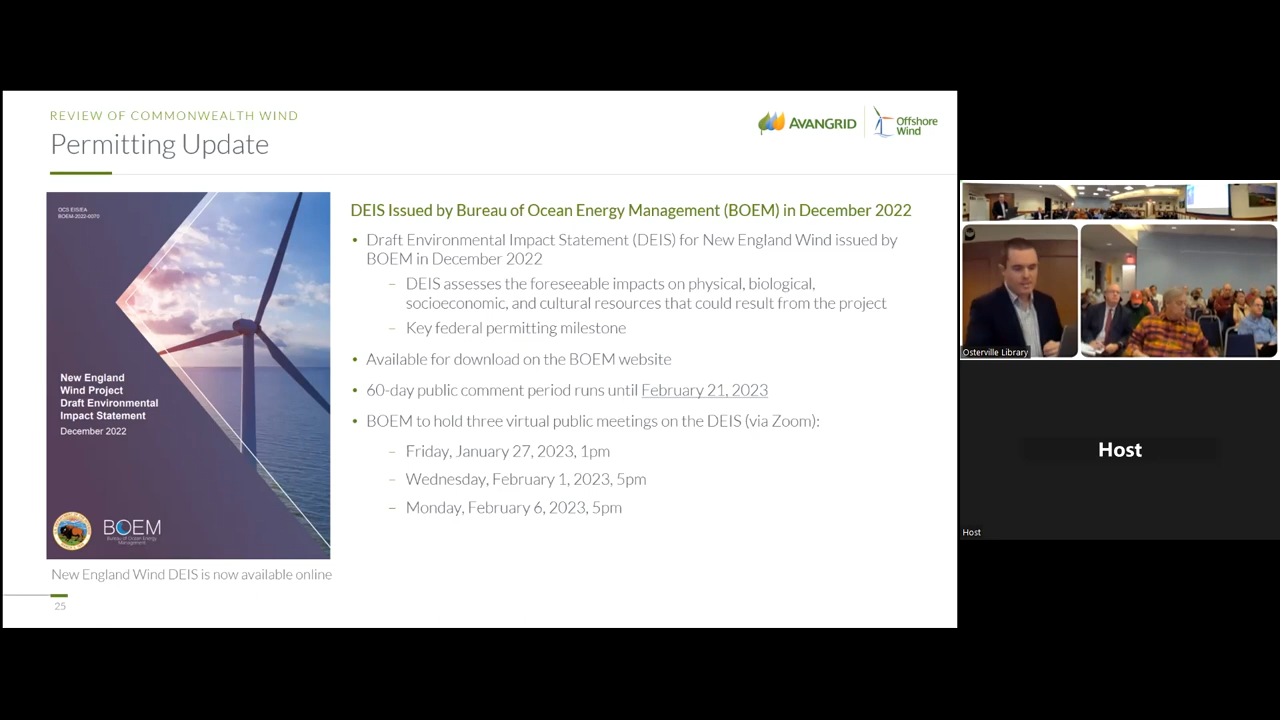 REVIEW OF COMMONWEALTH WIND
Permitting Update
AVANGRID
Offshore
Wind
OCS EIS/EA
BOEM-2022-0070
New England
Wind Project
Draft Environmental
Impact Statement
December 2022
BOEM
Bureau of Ocean Energy
Management
New England Wind DEIS is now available online
25
DEIS Issued by Bureau of Ocean Energy Management (BOEM) in December 2022
• Draft Environmental Impact Statement (DEIS) for New England Wind issued by
BOEM in December 2022
– DEIS assesses the foreseeable impacts on physical, biological,
socioeconomic, and cultural resources that could result from the project
– Key federal permitting milestone
• Available for download on the BOEM website
• 60-day public comment period runs until February 21, 2023
• BOEM to hold three virtual public meetings on the DEIS (via Zoom):
– Friday, January 27, 2023, 1pm
– Wednesday, February 1, 2023, 5pm
– Monday, February 6, 2023, 5pm
Osterville Library
Host
Host